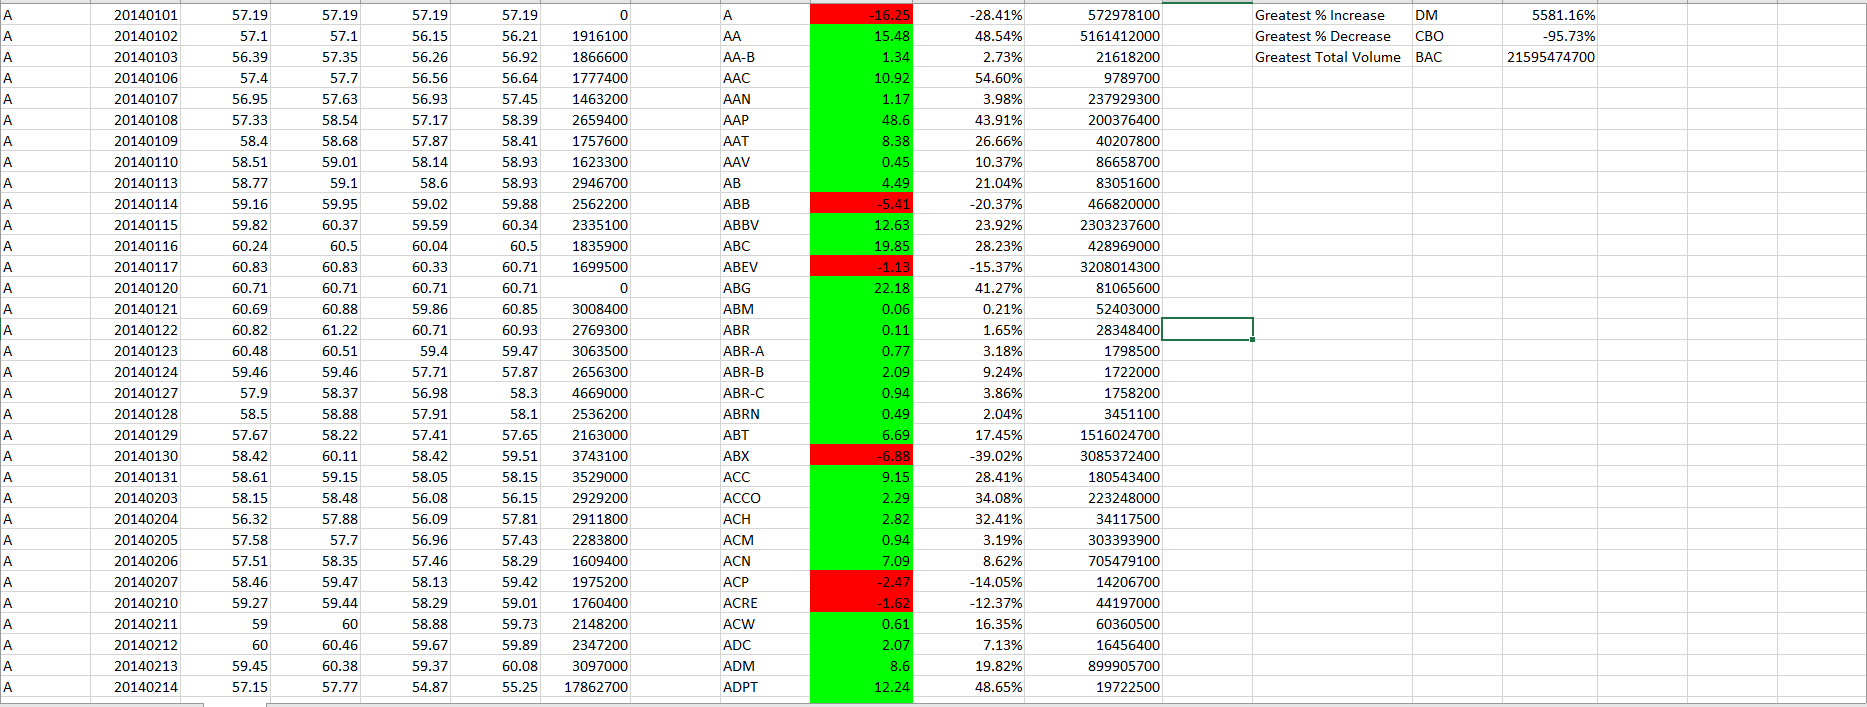 A 20140101 57.19 57.19 57.19 57.19 0 A -16.25 -28.41% 572978100 Greatest % Increase DM 5581.16%
A 20140102 57.1 57.1 56.15 56.21 1916100 AA 15.48 48.54% 5161412000 Greatest % Decrease CBO -95.73%
A 20140103 56.39 57.35 56.26 56.92 1866600 AA-B 1.34 2.73% 21618200 Greatest Total Volume BAC 21595474700
A 20140106 57.4 57.7 56.56 56.64 1777400 AAC 10.92 54.60% 9789700
A 20140107 56.95 57.63 56.93 57.45 1463200 AAN 1.17 3.98% 237929300
A 20140108 57.33 58.54 57.17 58.39 2659400 AAP 48.6 43.91% 200376400
A 20140109 58.4 58.68 57.87 58.41 1757600 AAT 8.38 26.66% 40207800
A 20140110 58.51 59.01 58.14 58.93 1623300 AAV 0.45 10.37% 86658700
A 20140113 58.77 59.1 58.6 58.93 2946700 AB 4.49 21.04% 83051600
A 20140114 59.16 59.95 59.02 59.88 2562200 ABB -5.41 -20.37% 466820000
A 20140115 59.82 60.37 59.59 60.34 2335100 ABBV 12.63 23.92% 2303237600
A 20140116 60.24 60.5 60.04 60.5 1835900 ABC 19.85 28.23% 428969000
A 20140117 60.83 60.83 60.33 60.71 1699500 ABEV -1.13 -15.37% 3208014300
A 20140120 60.71 60.71 60.71 60.71 0 ABG 22.18 41.27% 81065600
A 20140121 60.69 60.88 59.86 60.85 3008400 ABM 0.06 0.21% 52403000
A 20140122 60.82 61.22 60.71 60.93 2769300 ABR 0.11 1.65% 28348400
A 20140123 60.48 60.51 59.4 59.47 3063500 ABR-A 0.77 3.18% 1798500
A 20140124 59.46 59.46 57.71 57.87 2656300 ABR-B 2.09 9.24% 1722000
A 20140127 57.9 58.37 56.98 58.3 4669000 ABR-C 0.94 3.86% 1758200
A 20140128 58.5 58.88 57.91 58.1 2536200 ABRN 0.49 2.04% 3451100
A 20140129 57.67 58.22 57.41 57.65 2163000 ABT 6.69 17.45% 1516024700
A 20140130 58.42 60.11 58.42 59.51 3743100 ABX -6.88 -39.02% 3085372400
A 20140131 58.61 59.15 58.05 58.15 3529000 ACC 9.15 28.41% 180543400
A 20140203 58.15 58.48 56.08 56.15 2929200 ACCO 2.29 34.08% 223248000
A 20140204 56.32 57.88 56.09 57.81 2911800 ACH 2.82 32.41% 34117500
A 20140205 57.58 57.7 56.96 57.43 2283800 ACM 0.94 3.19% 303393900
A 20140206 57.51 58.35 57.46 58.29 1609400 ACN 7.09 8.62% 705479100
A 20140207 58.46 59.47 58.13 59.42 1975200 ACP -2.47 -14.05% 14206700
A 20140210 59.27 59.44 58.29 59.01 1760400 ACRE -1.62 -12.37% 44197000
A 20140211 59 60 58.88 59.73 2148200 ACW 0.61 16.35% 60360500
A 20140212 60 60.46 59.67 59.89 2347200 ADC 2.07 7.13% 16456400
A 20140213 59.45 60.38 59.37 60.08 3097000 ADM 8.6 19.82% 899905700
A 20140214 57.15 57.77 54.87 55.25 17862700 ADPT 12.24 48.65% 19722500